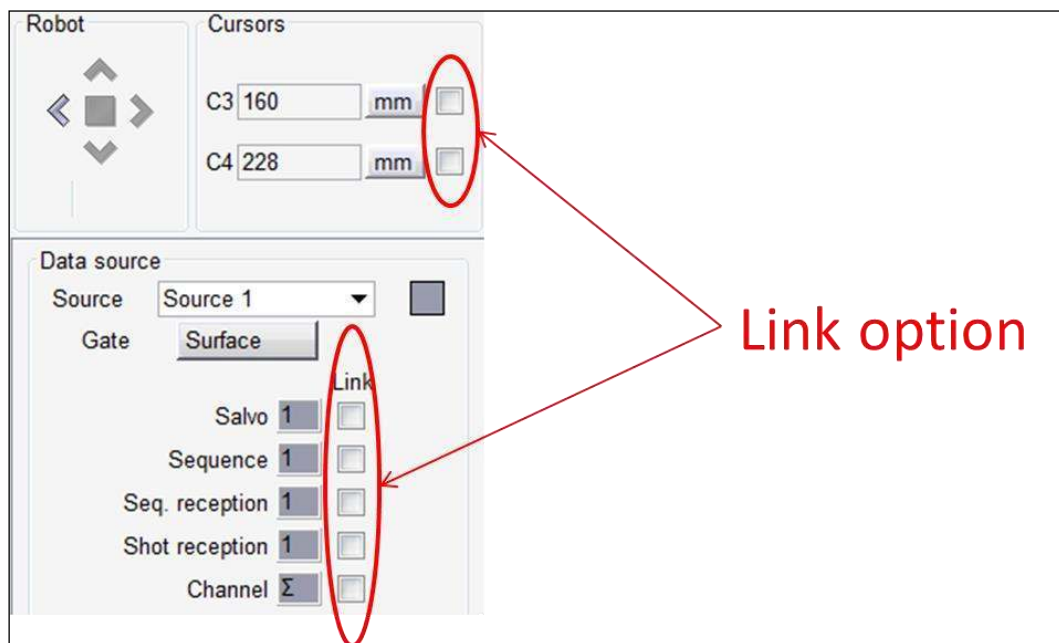 Robot
Cursors
C3 160 mm
C4 228 mm
Data source
Source Source 1
Gate Surface
Link
Salvo 1
Sequence 1
Seq. reception 1
Shot reception 1
Channel Σ
Link option